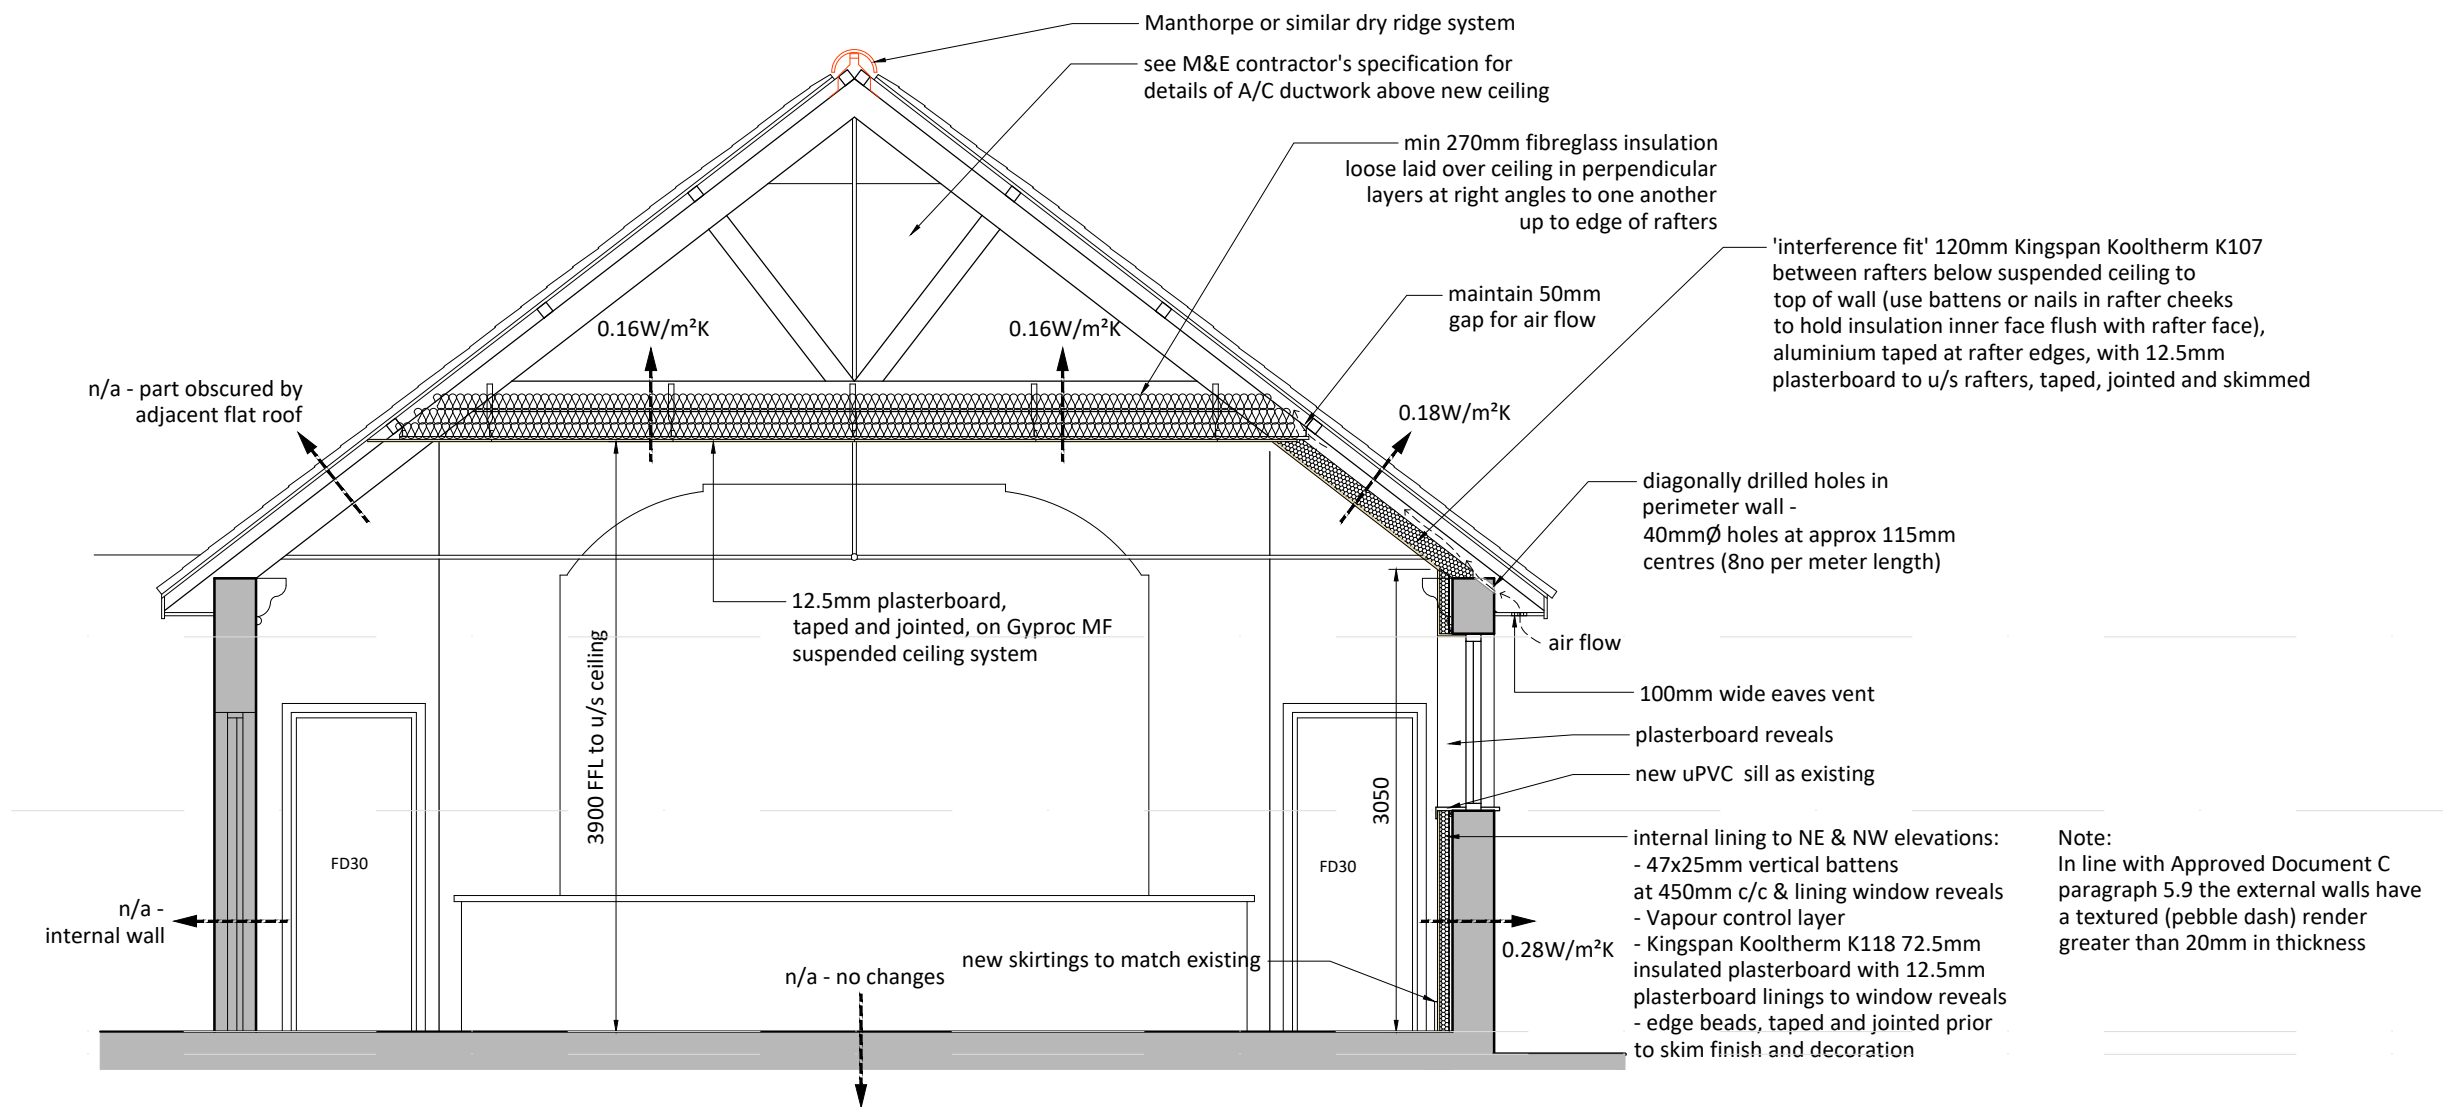 Manthorpe or similar dry ridge system
see M&E contractor's specification for
details of A/C ductwork above new ceiling
min 270mm fibreglass insulation
loose laid over ceiling in perpendicular
layers at right angles to one another
up to edge of rafters
'interference fit' 120mm Kingspan Kooltherm K107
between rafters below suspended ceiling to
top of wall (use battens or nails in rafter cheeks
to hold insulation inner face flush with rafter face),
aluminium taped at rafter edges, with 12.5mm
plasterboard to u/s rafters, taped, jointed and skimmed
maintain 50mm
gap for air flow
0.16W/m²K
0.16W/m²K
n/a - part obscured by
adjacent flat roof
0.18W/m²K
diagonally drilled holes in
perimeter wall -
40mmØ holes at approx 115mm
centres (8no per meter length)
12.5mm plasterboard,
taped and jointed, on Gyproc MF
suspended ceiling system
3900 FFL to u/s ceiling
air flow
100mm wide eaves vent
plasterboard reveals
new uPVC sill as existing
3050
internal lining to NE & NW elevations:
- 47x25mm vertical battens
at 450mm c/c & lining window reveals
- Vapour control layer
- Kingspan Kooltherm K118 72.5mm
insulated plasterboard with 12.5mm
plasterboard linings to window reveals
- edge beads, taped and jointed prior
to skim finish and decoration
Note:
In line with Approved Document C
paragraph 5.9 the external walls have
a textured (pebble dash) render
greater than 20mm in thickness
FD30
FD30
n/a -
internal wall
0.28W/m²K
new skirtings to match existing
n/a - no changes